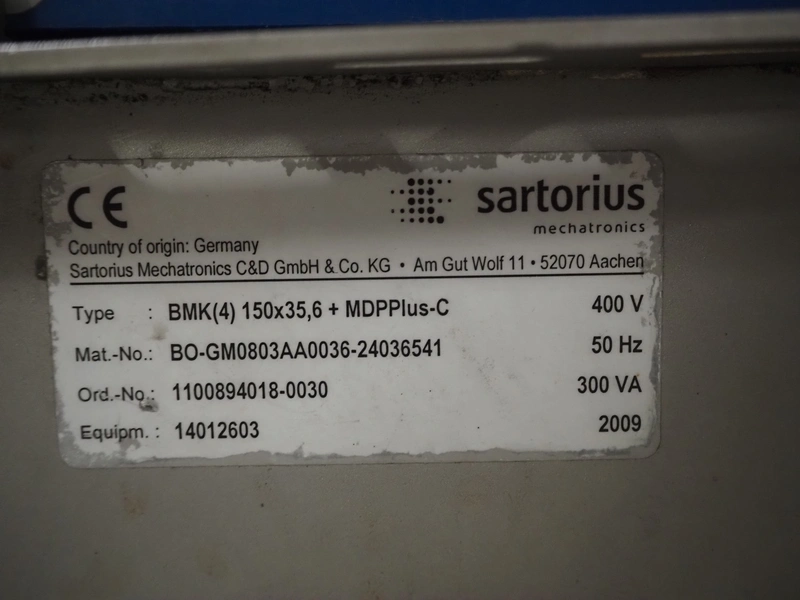 CE
sartorius
mechatronics
Country of origin: Germany
Sartorius Mechatronics C&D GmbH & Co. KG • Am Gut Wolf 11 • 52070 Aachen
Type : BMK(4) 150x35,6 + MDPPlus-C 400 V
Mat.-No.: BO-GM0803AA0036-24036541 50 Hz
Ord.-No.: 1100894018-0030 300 VA
Equipm. : 14012603 2009